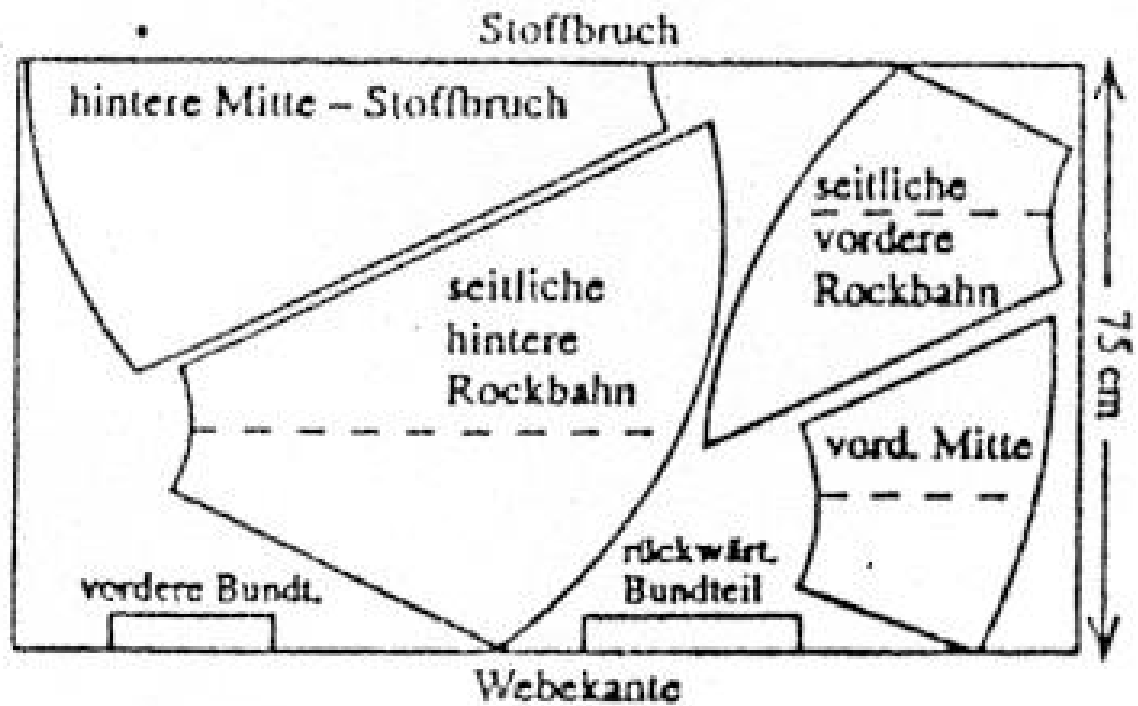 Stoffbruch
hintere Mitte – Stoffbruch
seitliche
vordere
Rockbahn
seitliche
hintere
Rockbahn
75 cm
vord. Mitte
vordere Bundt.
rückwärt.
Bundteil
Webekante